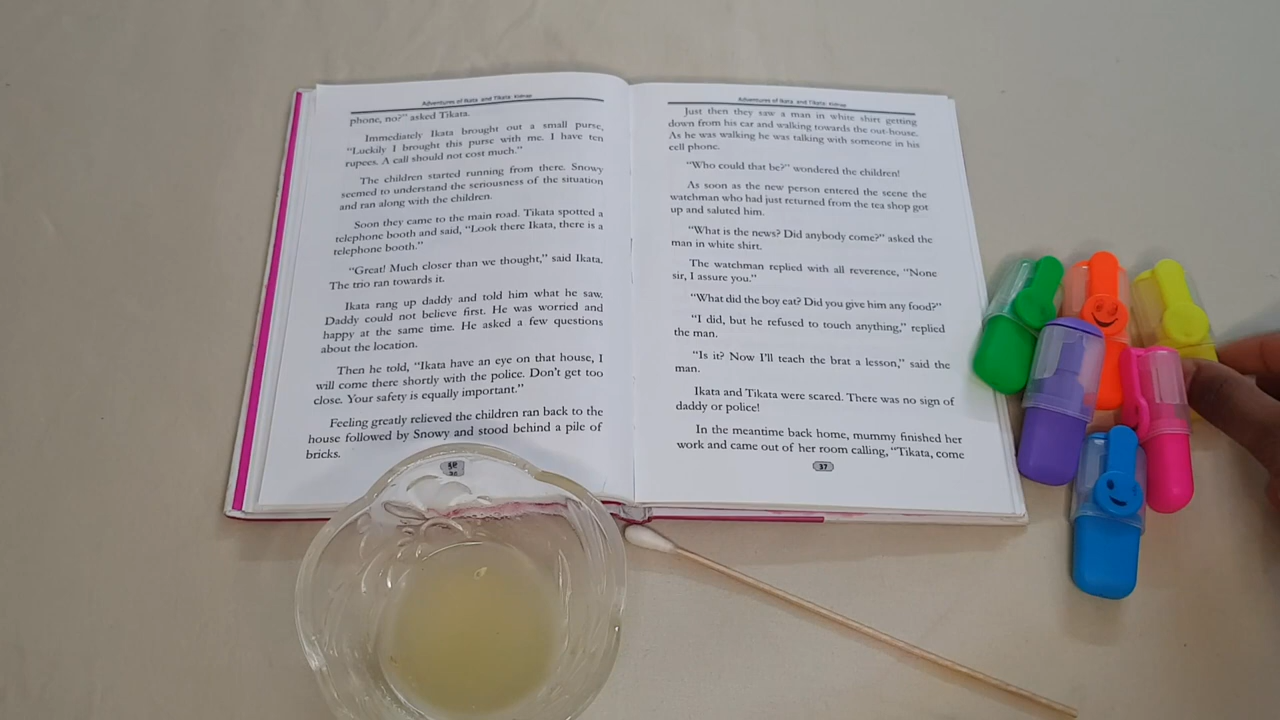 Adventures of Ikata and Tikata: Kidnap
phone, no?" asked Tikata.
Immediately Ikata brought out a small purse,
"Luckily I brought this purse with me. I have ten
rupees. A call should not cost much."
The children started running from there. Snowy
seemed to understand the seriousness of the situation
and ran along with the children.
Soon they came to the main road. Tikata spotted a
telephone booth and said, "Look there Ikata, there is a
telephone booth."
"Great! Much closer than we thought," said Ikata.
The trio ran towards it.
Ikata rang up daddy and told him what he saw.
Daddy could not believe first. He was worried and
happy at the same time. He asked a few questions
about the location.
Then he told, "Ikata have an eye on that house, I
will come there shortly with the police. Don't get too
close. Your safety is equally important."
Feeling greatly relieved the children ran back to the
house followed by Snowy and stood behind a pile of
bricks.
Adventures of Ikata and Tikata: Kidnap
Just then they saw a man in white shirt getting
down from his car and walking towards the out-house.
As he was walking he was talking with someone in his
cell phone.
"Who could that be?" wondered the children!
As soon as the new person entered the scene the
watchman who had just returned from the tea shop got
up and saluted him.
"What is the news? Did anybody come?" asked the
man in white shirt.
The watchman replied with all reverence, "None
sir, I assure you."
"What did the boy eat? Did you give him any food?"
"I did, but he refused to touch anything," replied
the man.
"Is it? Now I'll teach the brat a lesson," said the
man.
Ikata and Tikata were scared. There was no sign of
daddy or police!
In the meantime back home, mummy finished her
work and came out of her room calling, "Tikata, come
37